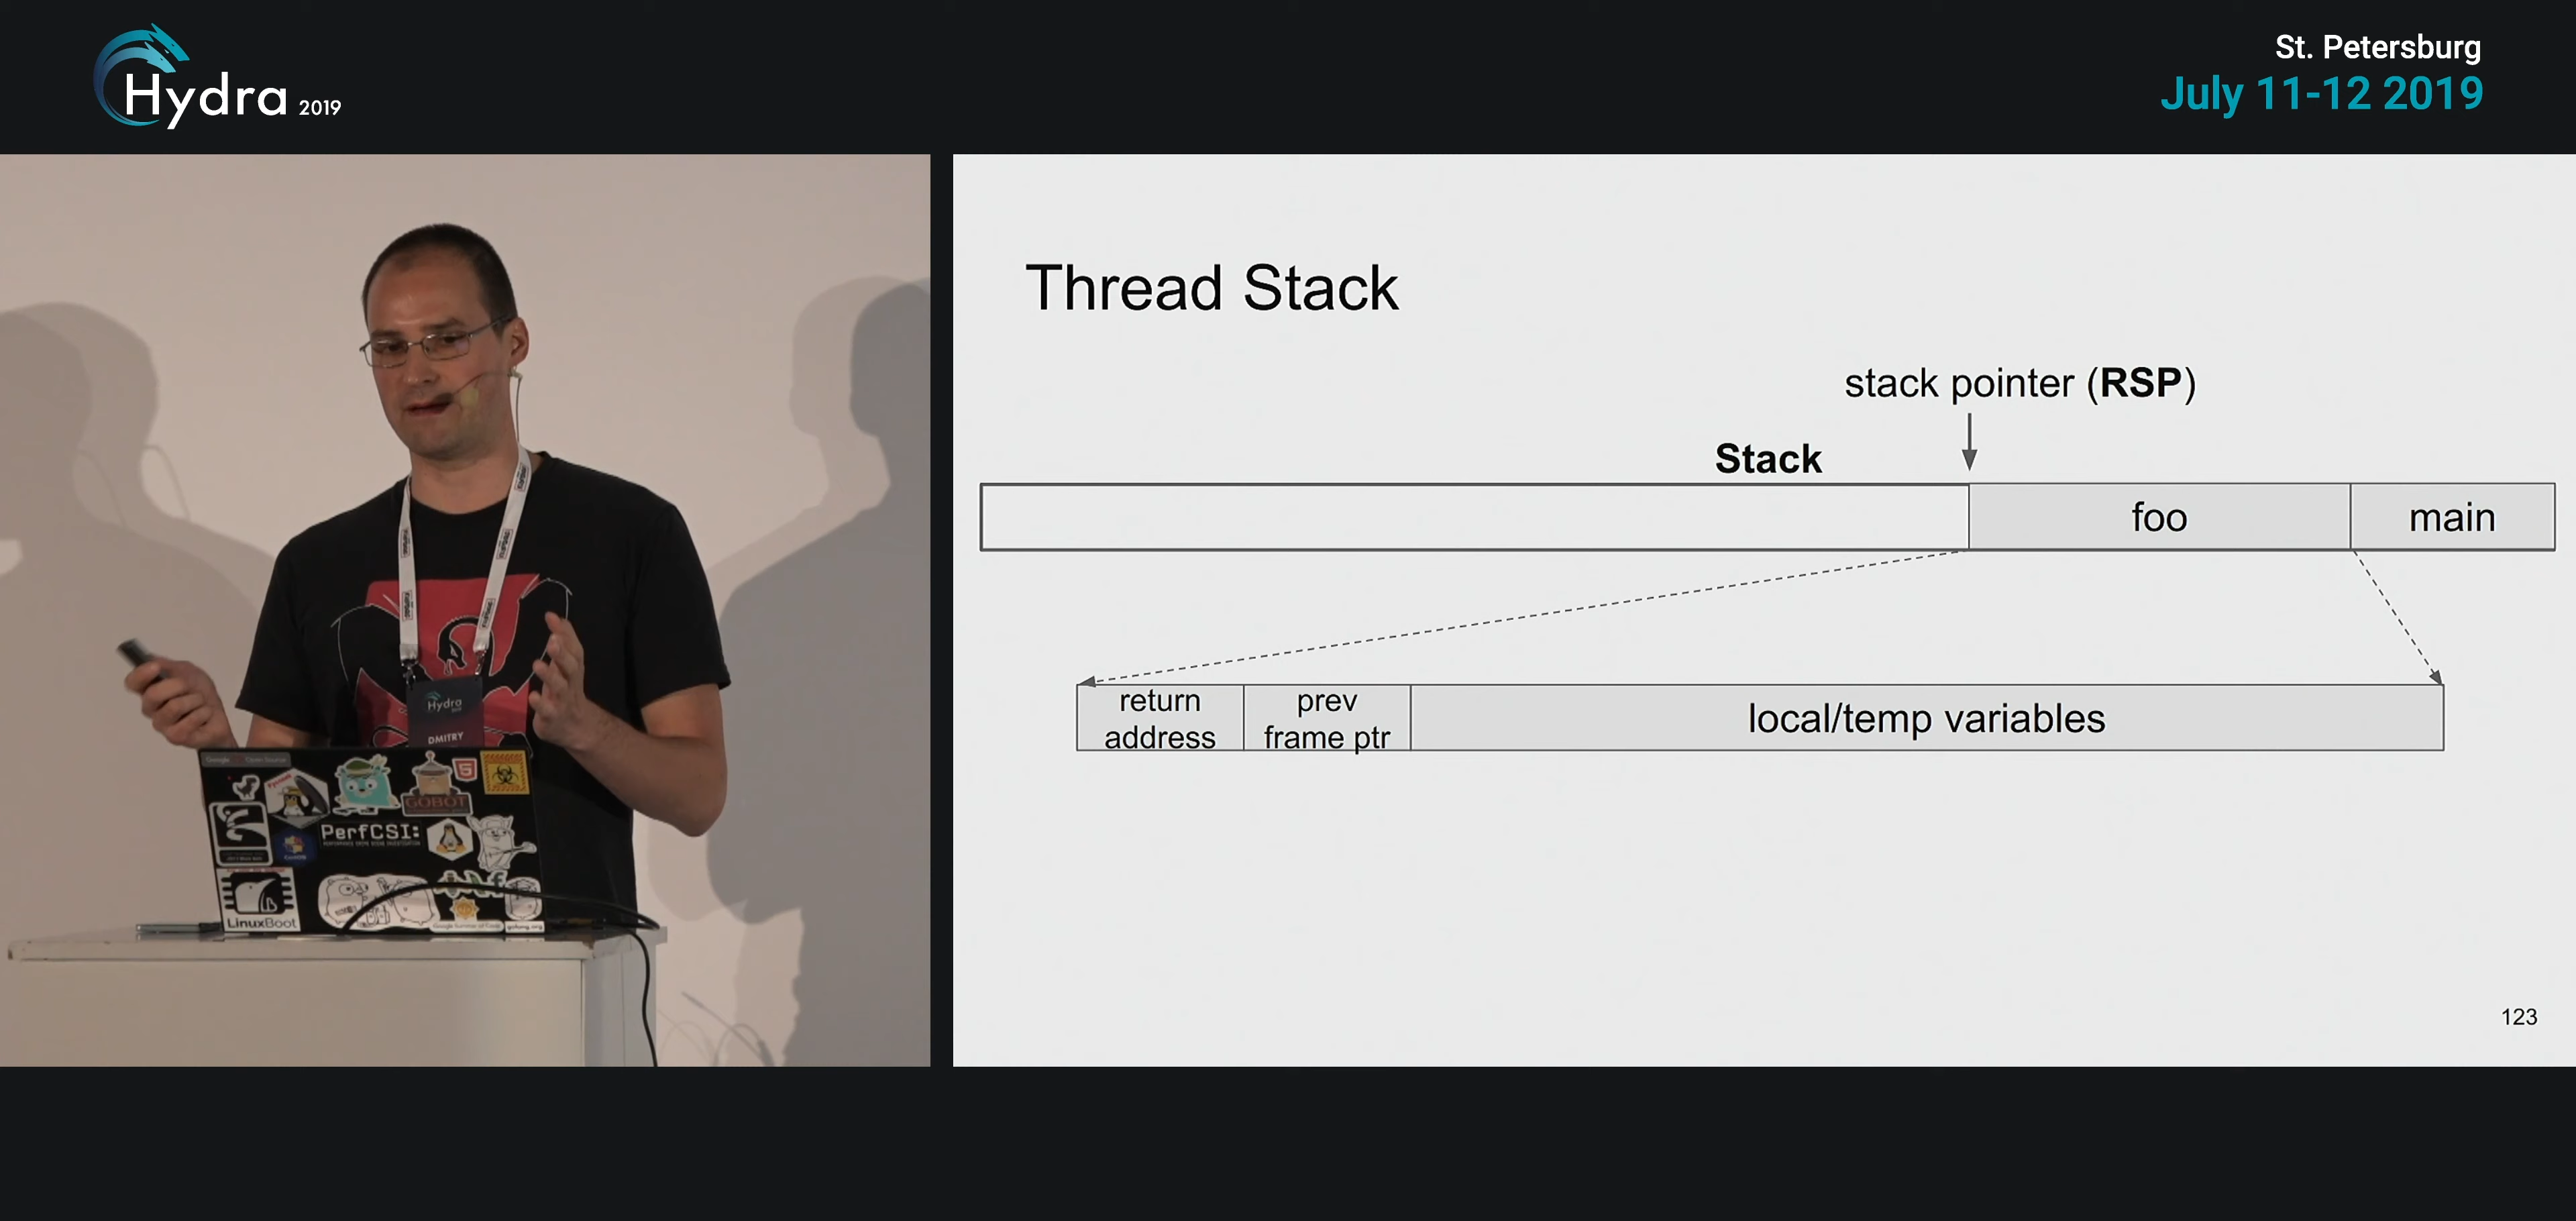 Hydra 2019
St. Petersburg
July 11-12 2019
Thread Stack
stack pointer (RSP)
Stack
foo
main
return
address
prev
frame ptr
local/temp variables
123
Hydra
DMITRY
GOBOT
PerfCSI:
LinuxBoot